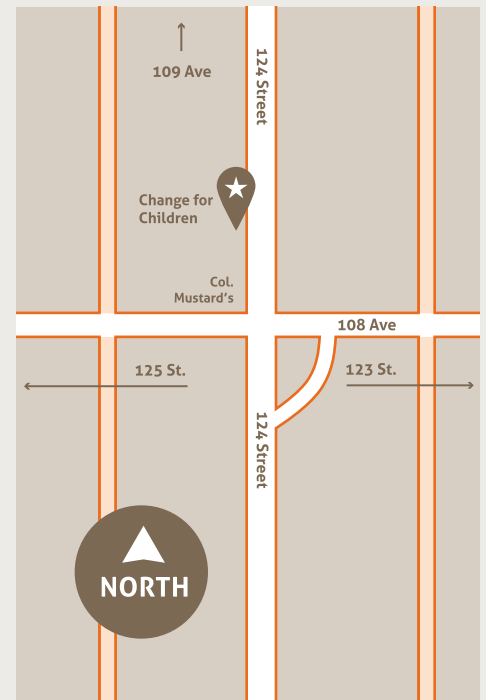 109 Ave
124 Street
Change for
Children
Col.
Mustard's
108 Ave
125 St.
123 St.
124 Street
NORTH